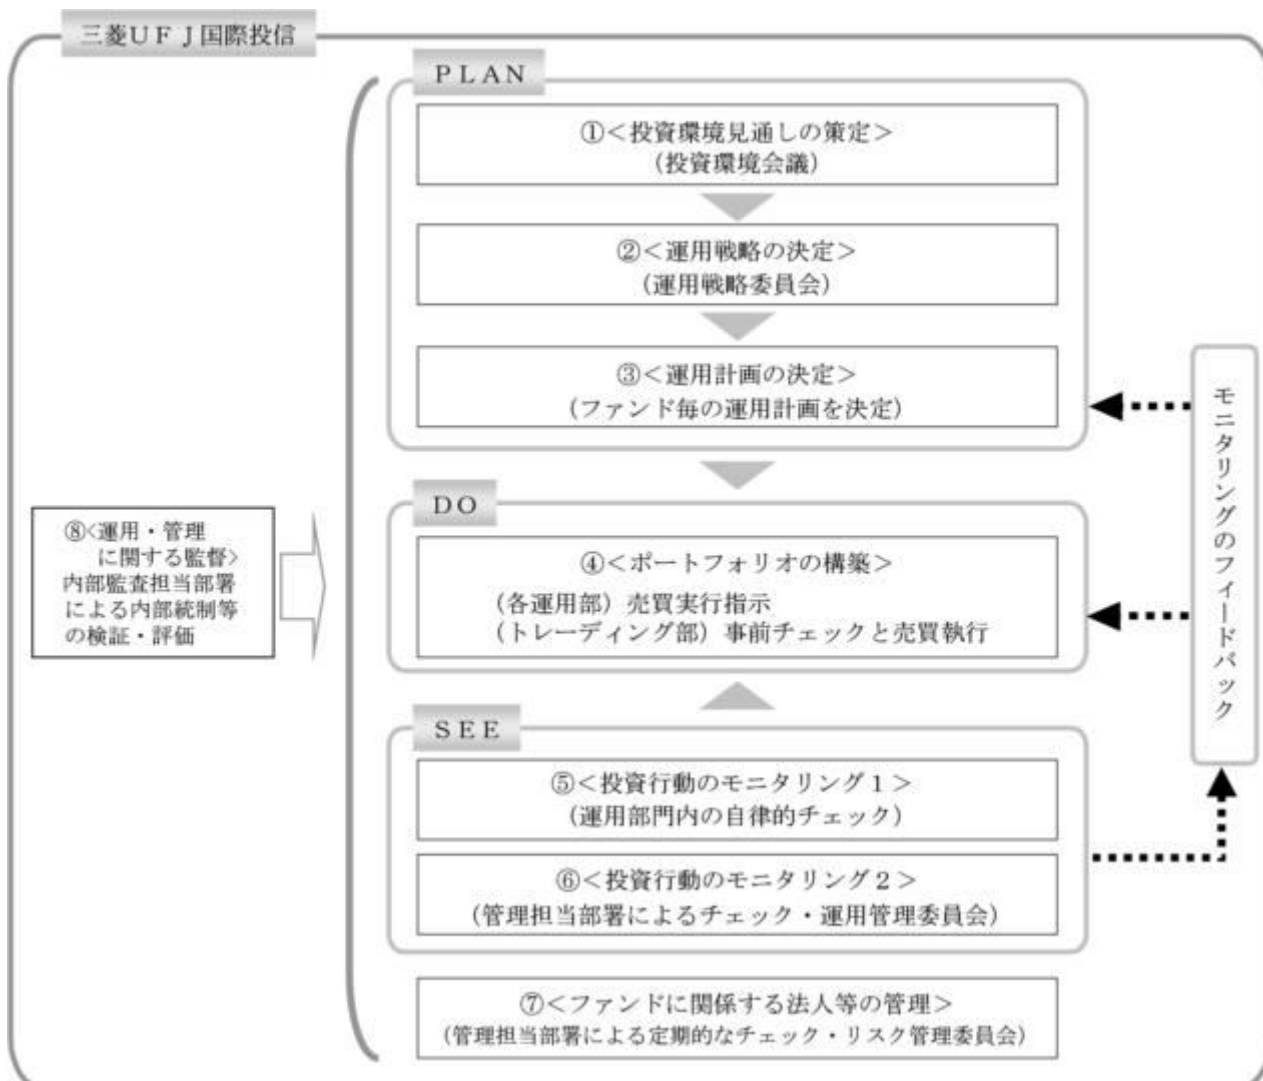 三菱ＵＦＪ国際投信
ＰＬＡＮ
①＜投資環境見通しの策定＞
（投資環境会議）
②＜運用戦略の決定＞
（運用戦略委員会）
③＜運用計画の決定＞
（ファンド毎の運用計画を決定）
ＤＯ
④＜ポートフォリオの構築＞
（各運用部）売買実行指示
（トレーディング部）事前チェックと売買執行
ＳＥＥ
⑤＜投資行動のモニタリング１＞
（運用部門内の自律的チェック）
⑥＜投資行動のモニタリング２＞
（管理担当部署によるチェック・運用管理委員会）
⑦＜ファンドに関係する法人等の管理＞
（管理担当部署による定期的なチェック・リスク管理委員会）
⑧<運用・管理
に関する監督>
内部監査担当部署
による内部統制等
の検証・評価
モニタリングのフィードバック